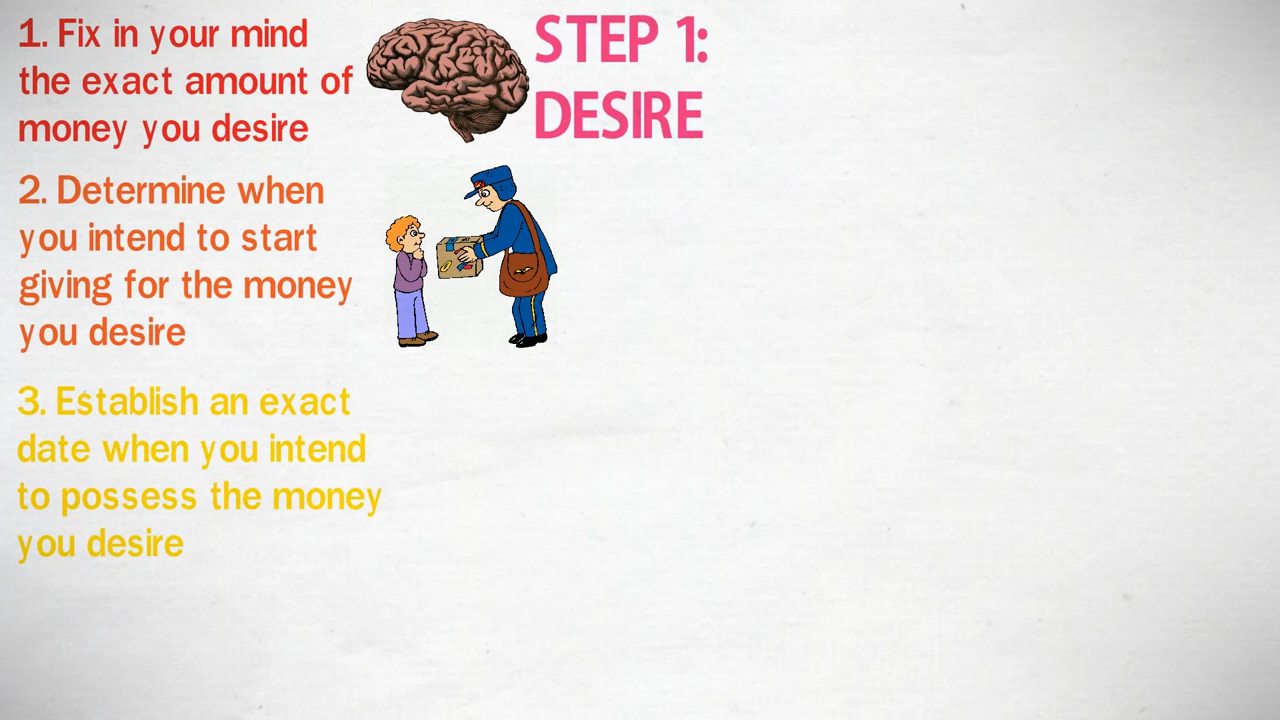 1. Fix in your mind
the exact amount of
money you desire
STEP 1:
DESIRE
2. Determine when
you intend to start
giving for the money
you desire
3. Establish an exact
date when you intend
to possess the money
you desire